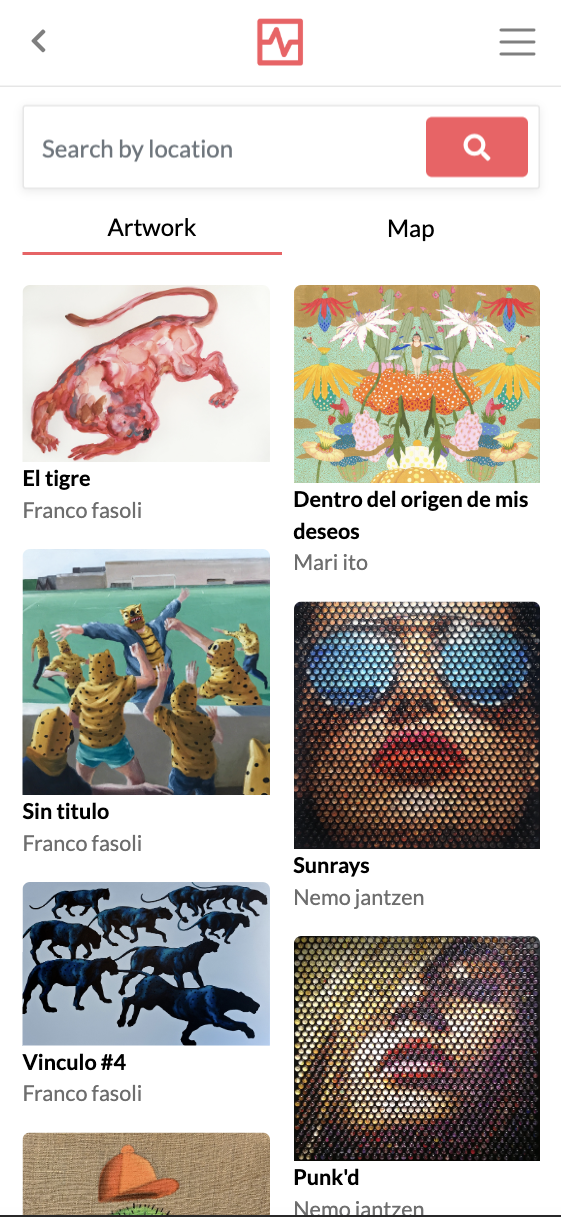 Search by location
Artwork
Map
El tigre
Franco fasoli
Dentro del origen de mis
deseos
Mari ito
Sin titulo
Franco fasoli
Sunrays
Nemo jantzen
Vinculo #4
Franco fasoli
Punk'd
Nemo jantzen